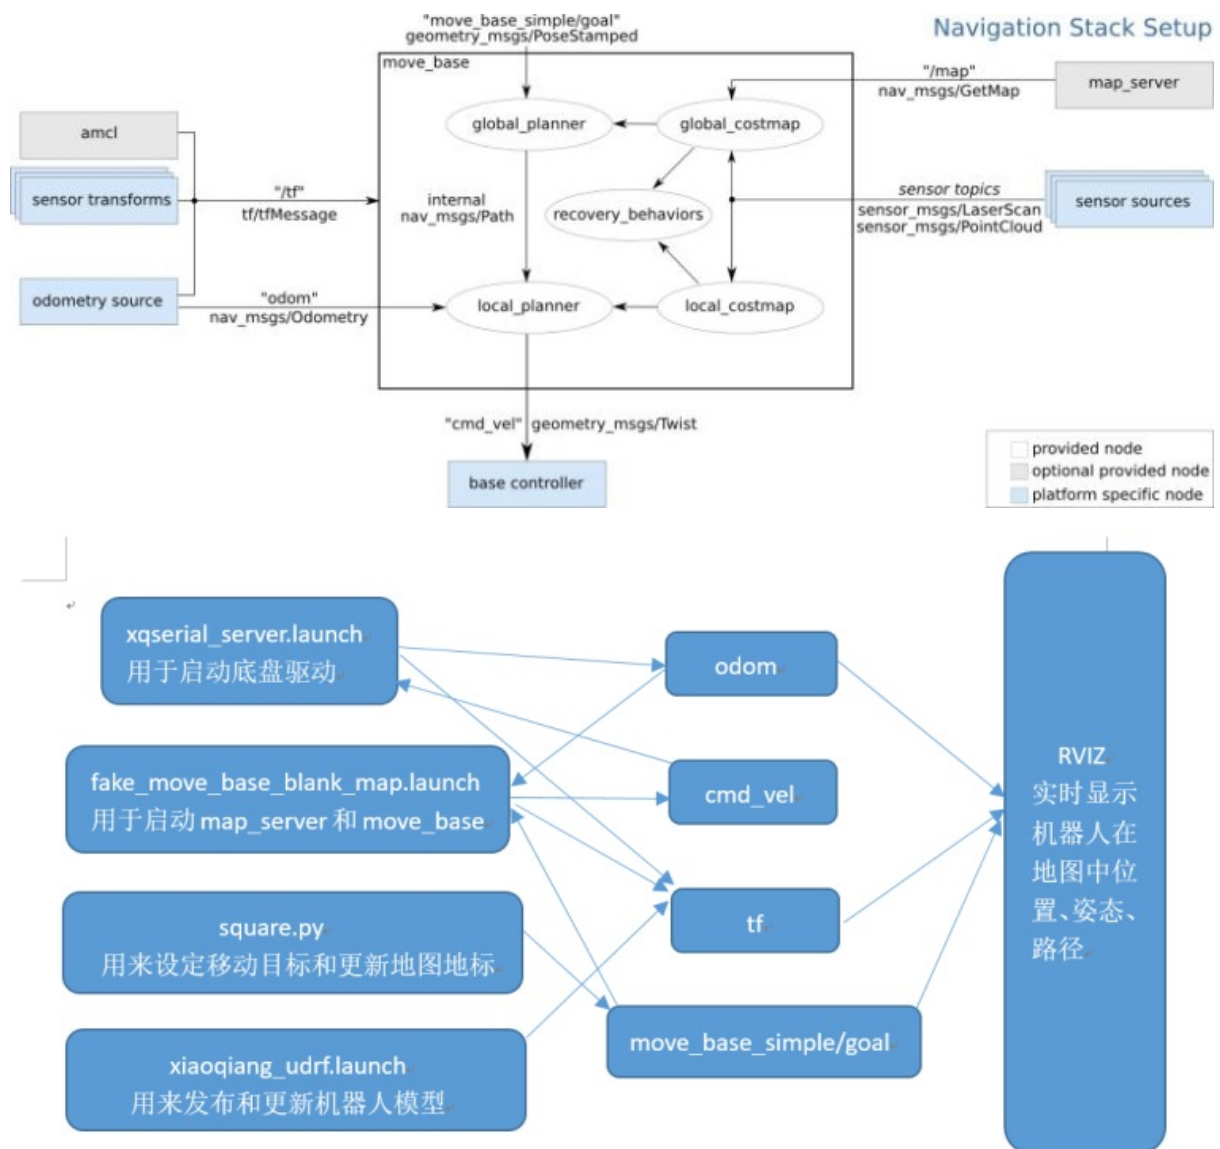 "move_base_simple/goal"
geometry_msgs/PoseStamped
Navigation Stack Setup
move_base
"/map"
nav_msgs/GetMap
map_server
amcl
global_planner
global_costmap
sensor transforms
"/tf"
tf/tfMessage
internal
nav_msgs/Path
recovery_behaviors
sensor topics
sensor_msgs/LaserScan
sensor_msgs/PointCloud
sensor sources
odometry source
"odom"
nav_msgs/Odometry
local_planner
local_costmap
"cmd_vel"
geometry_msgs/Twist
base controller
provided node
optional provided node
platform specific node
xqserial_server.launch
用于启动底盘驱动
odom
fake_move_base_blank_map.launch
用于启动 map_server 和 move_base
cmd_vel
square.py
用来设定移动目标和更新地图地标
tf
xiaoqiang_udrf.launch
用来发布和更新机器人模型
move_base_simple/goal
RVIZ
实时显示
机器人在
地图中位
置、姿态、
路径